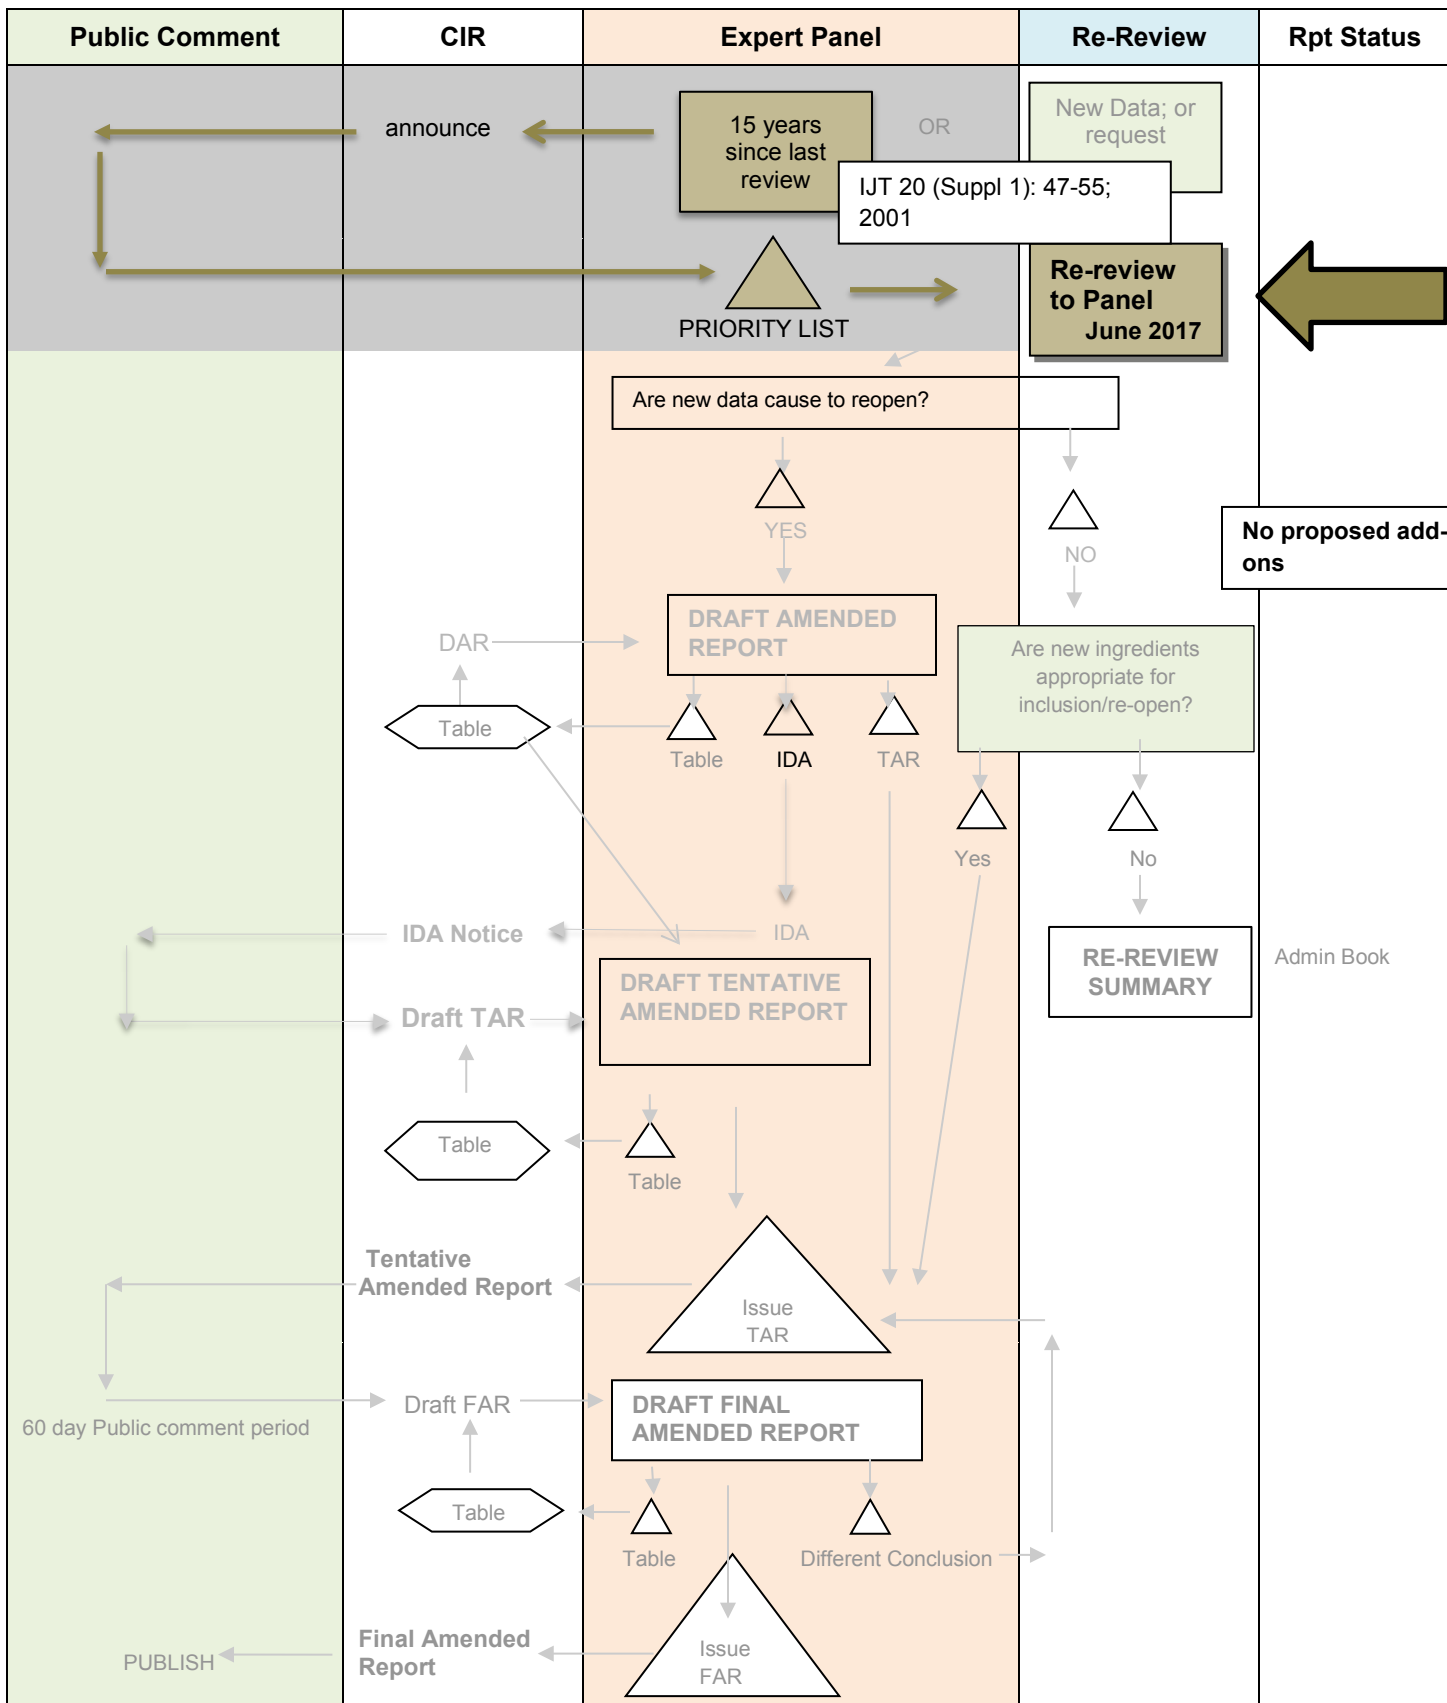 Public Comment
CIR
Expert Panel
Re-Review
Rpt Status
announce
15 years
since last
review
OR
New Data; or
request
IJT 20 (Suppl 1): 47-55;
2001
PRIORITY LIST
Re-review
to Panel
June 2017
Are new data cause to reopen?
YES
NO
No proposed add-
ons
DAR
DRAFT AMENDED
REPORT
Are new ingredients
appropriate for
inclusion/re-open?
Table
Table
IDA
TAR
Yes
No
IDA Notice
IDA
RE-REVIEW
SUMMARY
Admin Book
Draft TAR
DRAFT TENTATIVE
AMENDED REPORT
Table
Table
Tentative
Amended Report
Issue
TAR
60 day Public comment period
Draft FAR
DRAFT FINAL
AMENDED REPORT
Table
Table
Different Conclusion
PUBLISH
Final Amended
Report
Issue
FAR